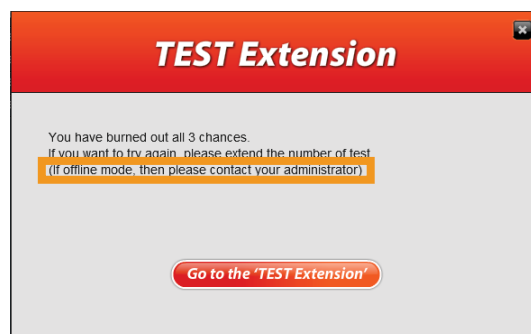 TEST Extension
You have burned out all 3 chances.
If you want to try again, please extend the number of test
(If offline mode, then please contact your administrator)
Go to the 'TEST Extension'